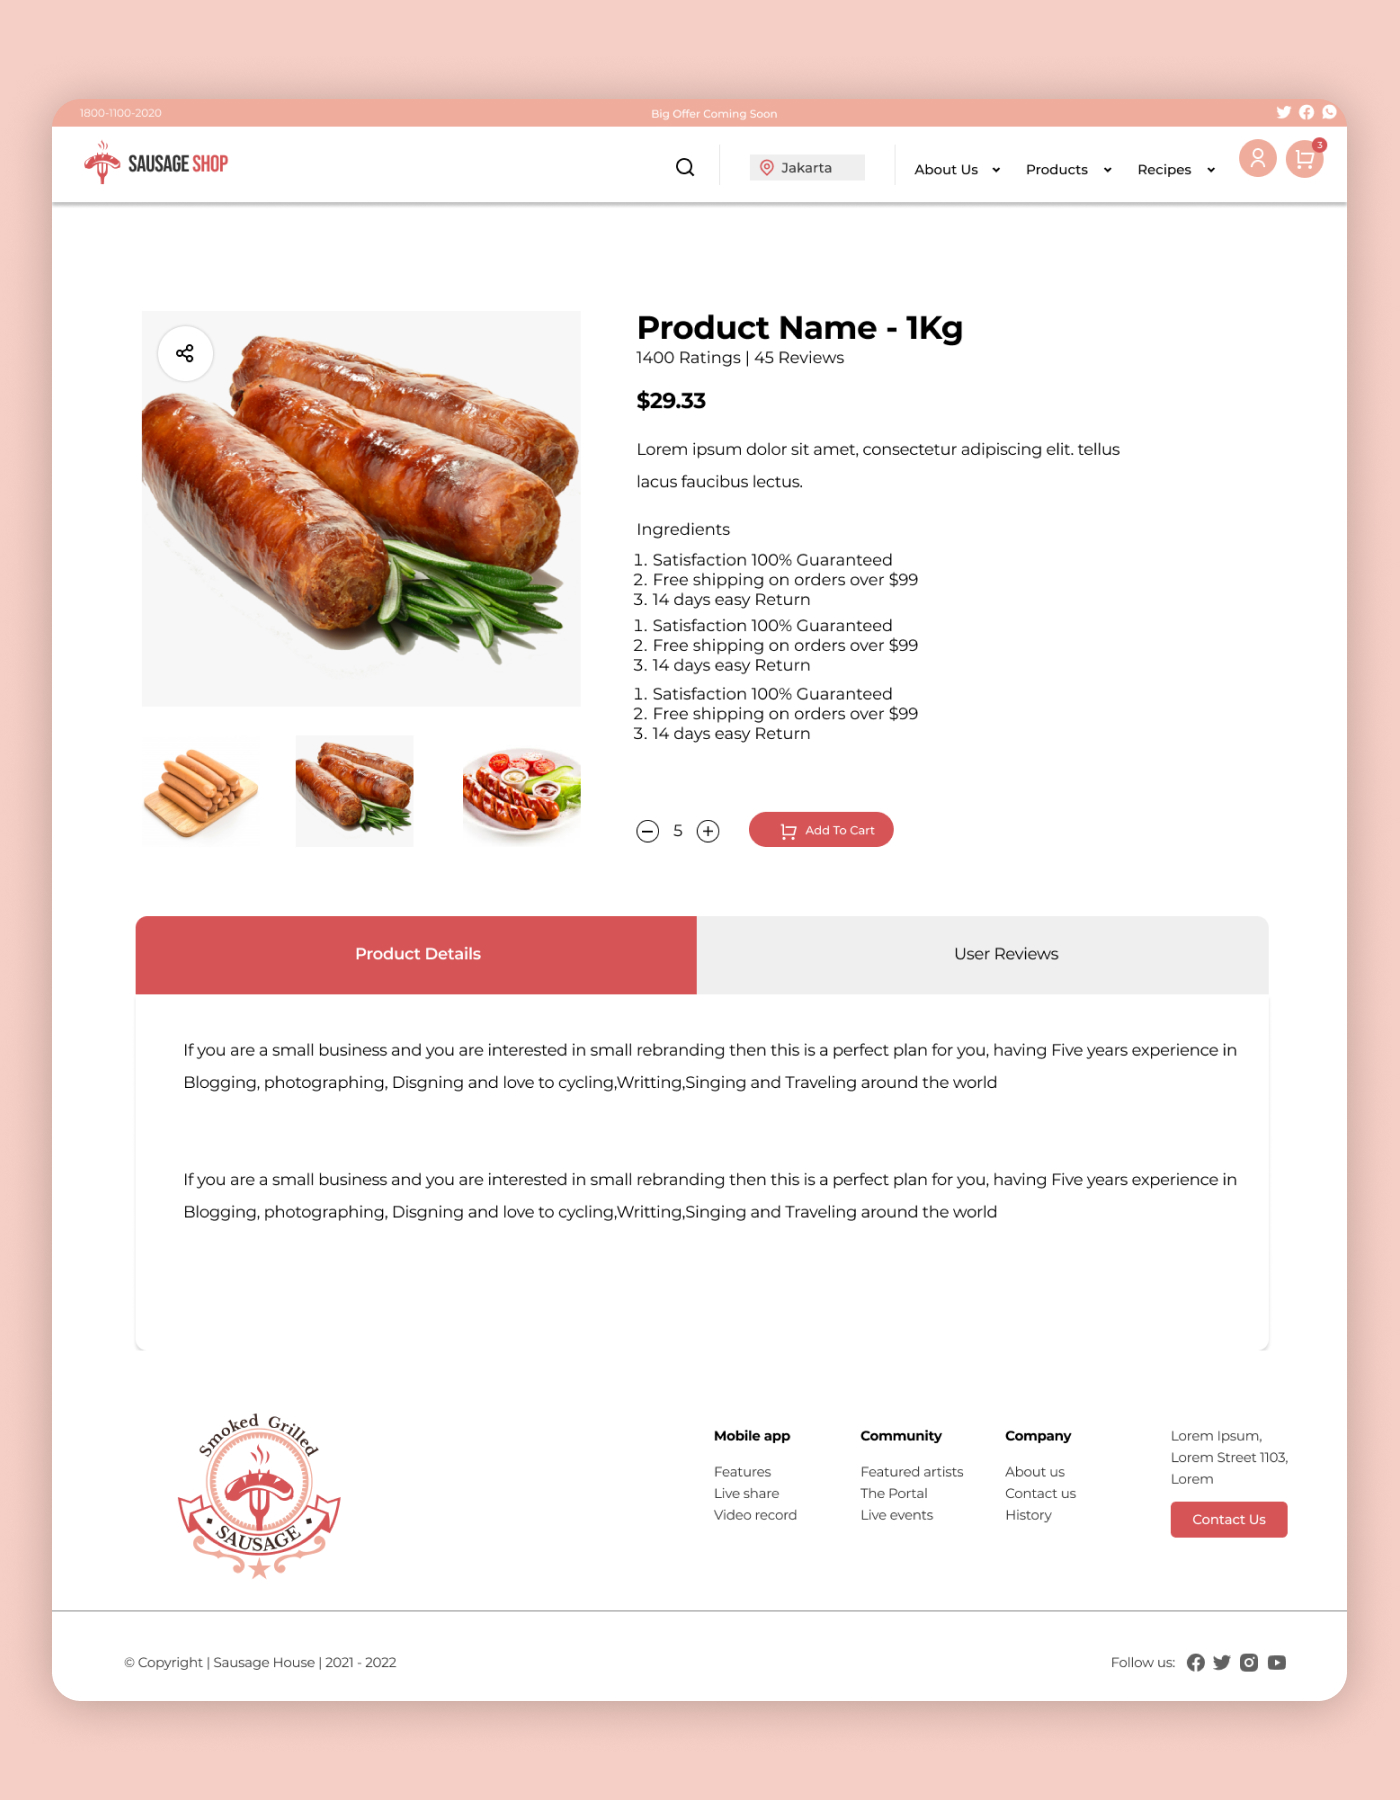 1800-1100-2020
Big Offer Coming Soon
SAUSAGE SHOP
Jakarta
About Us
Products
Recipes
3
Product Name - 1Kg
1400 Ratings | 45 Reviews
$29.33
Lorem ipsum dolor sit amet, consectetur adipiscing elit. tellus
lacus faucibus lectus.
Ingredients
1. Satisfaction 100% Guaranteed
2. Free shipping on orders over $99
3. 14 days easy Return
1. Satisfaction 100% Guaranteed
2. Free shipping on orders over $99
3. 14 days easy Return
1. Satisfaction 100% Guaranteed
2. Free shipping on orders over $99
3. 14 days easy Return
5
Add To Cart
Product Details
User Reviews
If you are a small business and you are interested in small rebranding then this is a perfect plan for you, having Five years experience in
Blogging, photographing, Disgning and love to cycling,Writting,Singing and Traveling around the world
If you are a small business and you are interested in small rebranding then this is a perfect plan for you, having Five years experience in
Blogging, photographing, Disgning and love to cycling,Writting,Singing and Traveling around the world
Smoked Grilled
SAUSAGE
Mobile app
Features
Live share
Video record
Community
Featured artists
The Portal
Live events
Company
About us
Contact us
History
Lorem Ipsum,
Lorem Street 1103,
Lorem
Contact Us
© Copyright | Sausage House | 2021 - 2022
Follow us: